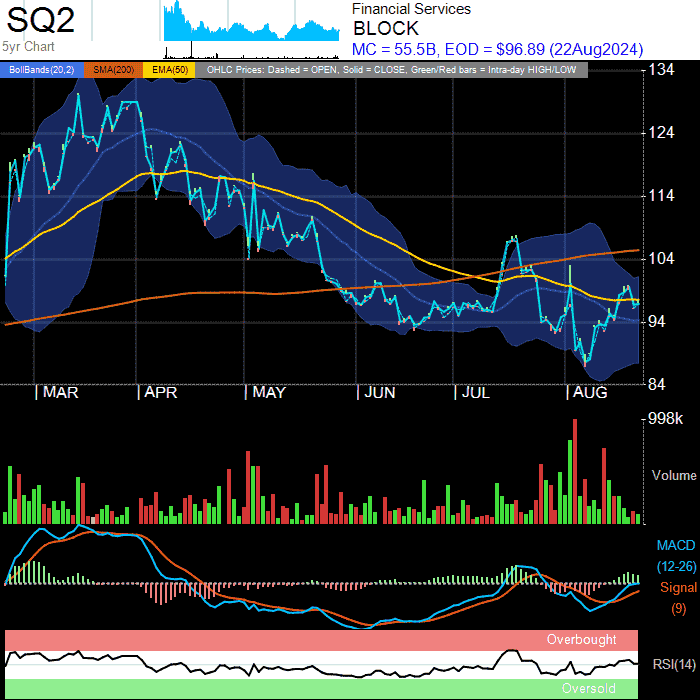 SQ2
5yr Chart
Financial Services
BLOCK
MC = 55.5B, EOD = $96.89 (22Aug2024)
BollBands(20,2) SMA(200) EMA(50) OHLC Prices: Dashed = OPEN, Solid = CLOSE, Green/Red bars = Intra-day HIGH/LOW
134
124
114
104
94
84
| MAR | APR | MAY | JUN | JUL | AUG
998k
Volume
MACD
(12-26)
Signal
(9)
Overbought
RSI(14)
Oversold